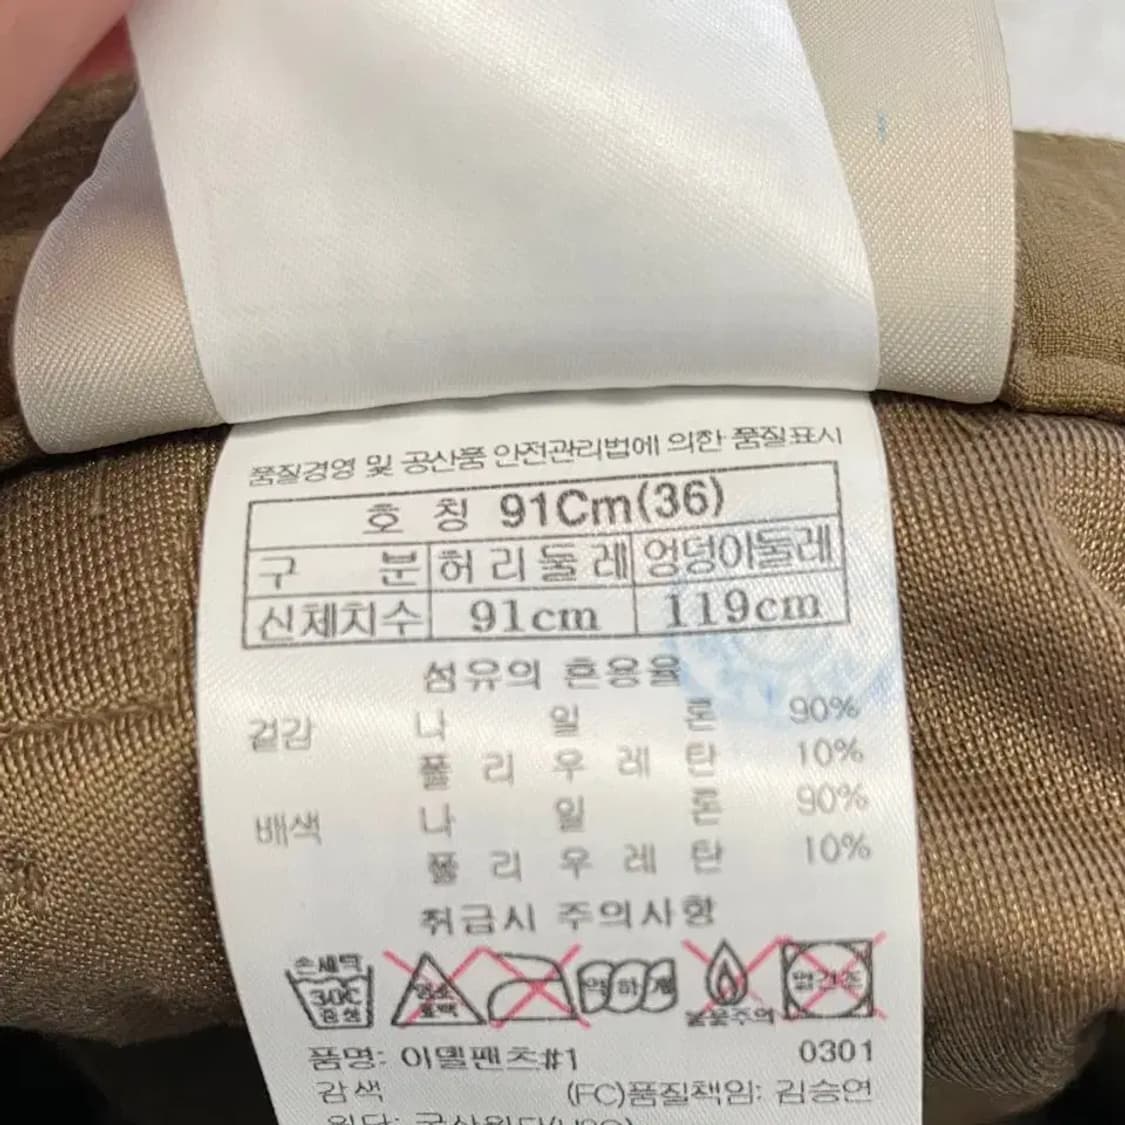 품질경영 및 공산품 안전관리법에 의한 품질표시
호 칭 91Cm(36)
구 분 허리둘레 엉덩이둘레
신체치수 91cm 119cm
섬유의 혼용율
겉감 나 일 론 90%
폴 리 우 레 탄 10%
배색 나 일 론 90%
폴 리 우 레 탄 10%
취급시 주의사항
손세탁 30℃ 중성 염소 표백 약하게 불꽃주의 열건조
품명: 이델팬츠#1 0301
감색 (FC)품질책임: 김승연